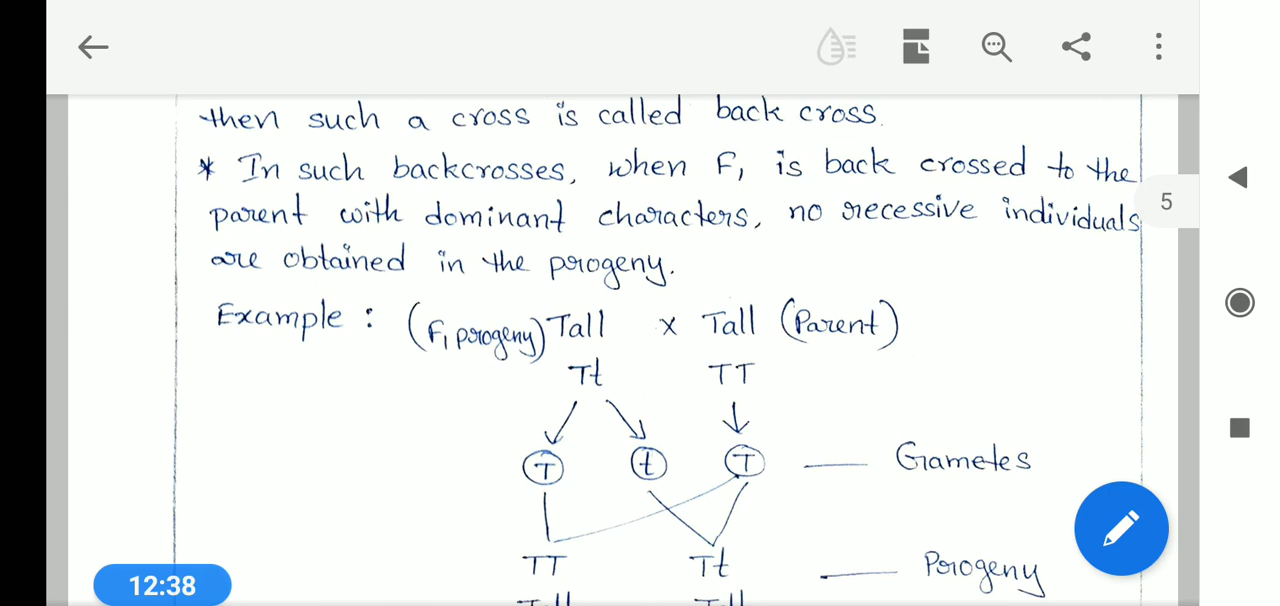 then such a cross is called back cross.
* In such backcrosses, when F1 is back crossed to the
parent with dominant characters, no recessive individuals
are obtained in the progeny.
5
Example : (F1 progeny) Tall x Tall (Parent)
Tt TT
T t T — Gametes
TT Tt — Progeny
Tall Tall
12:38